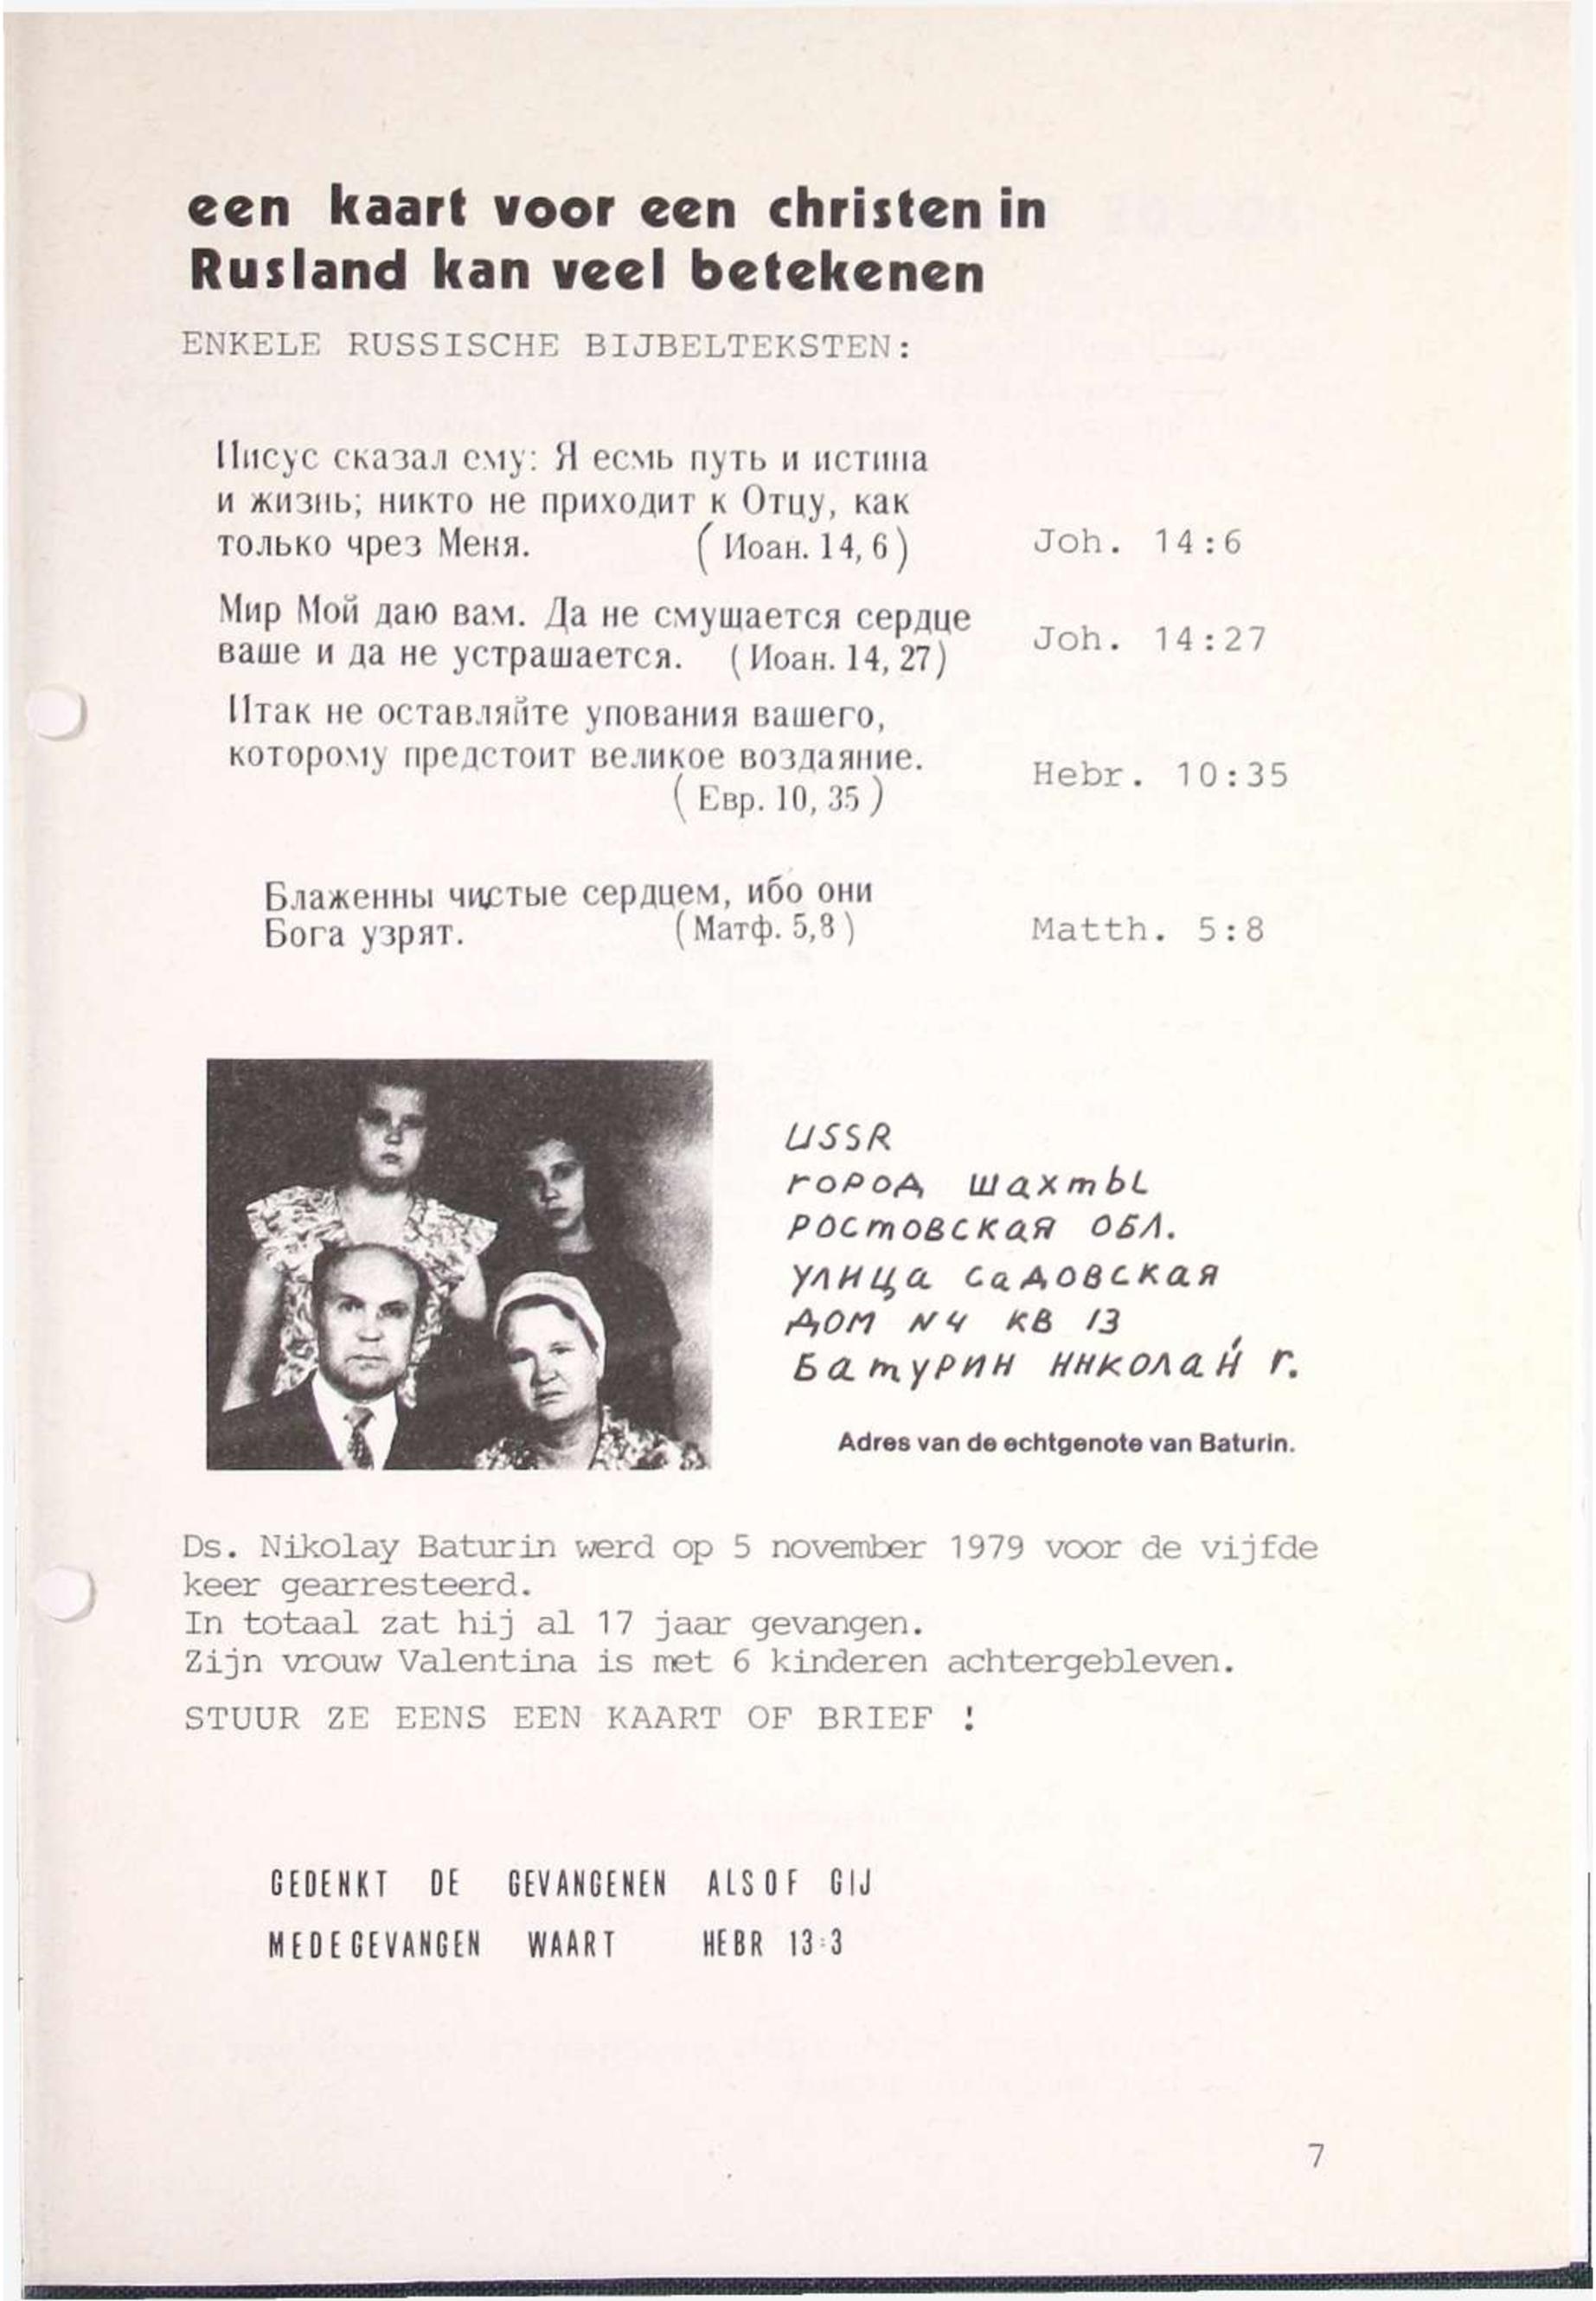 een kaart voor een christen in
Rusland kan veel betekenen
ENKELE RUSSISCHE BIJBELTEKSTEN:
Иисус сказал ему: Я есмь путь и истина
и жизнь; никто не приходит к Отцу, как
только чрез Меня. (Иоан. 14, 6) Joh. 14:6
Мир Мой даю вам. Да не смущается сердце
ваше и да не устрашается. (Иоан. 14, 27) Joh. 14:27
Итак не оставляйте упования вашего,
которому предстоит великое воздаяние.
(Евр. 10, 35) Hebr. 10:35
Блаженны чистые сердцем, ибо они
Бога узрят. (Матф. 5,8) Matth. 5:8
USSR
город шахты
Ростовская обл.
улица садовская
дом N4 кв 13
Батурин николай г.
Adres van de echtgenote van Baturin.
Ds. Nikolay Baturin werd op 5 november 1979 voor de vijfde
keer gearresteerd.
In totaal zat hij al 17 jaar gevangen.
Zijn vrouw Valentina is met 6 kinderen achtergebleven.
STUUR ZE EENS EEN KAART OF BRIEF !
GEDENKT DE GEVANGENEN ALSOF GIJ
MEDEGEVANGEN WAART HEBR 13:3
7